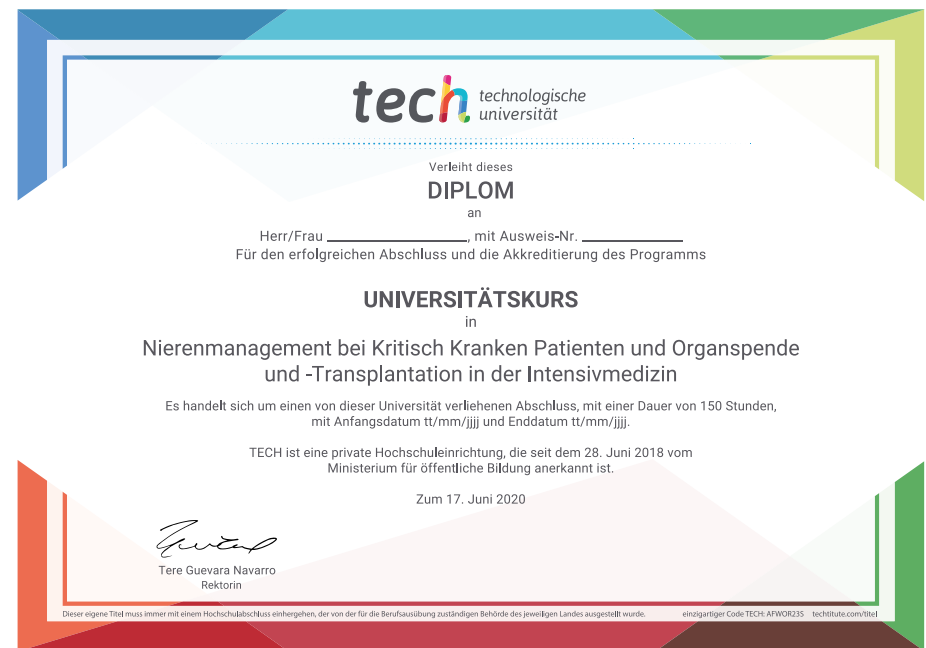 tech technologische
universität
Verleiht dieses
DIPLOM
an
Herr/Frau ____________________, mit Ausweis-Nr. ______________
Für den erfolgreichen Abschluss und die Akkreditierung des Programms
UNIVERSITÄTSKURS
in
Nierenmanagement bei Kritisch Kranken Patienten und Organspende
und -Transplantation in der Intensivmedizin
Es handelt sich um einen von dieser Universität verliehenen Abschluss, mit einer Dauer von 150 Stunden,
mit Anfangsdatum tt/mm/jjjj und Enddatum tt/mm/jjjj.
TECH ist eine private Hochschuleinrichtung, die seit dem 28. Juni 2018 vom
Ministerium für öffentliche Bildung anerkannt ist.
Zum 17. Juni 2020
Tere Guevara Navarro
Rektorin
Dieser eigene Titel muss immer mit einem Hochschulabschluss einhergehen, der von der für die Berufsausübung zuständigen Behörde des jeweiligen Landes ausgestellt wurde. einzigartiger Code TECH: AFWOR23S techtitute.com/titel